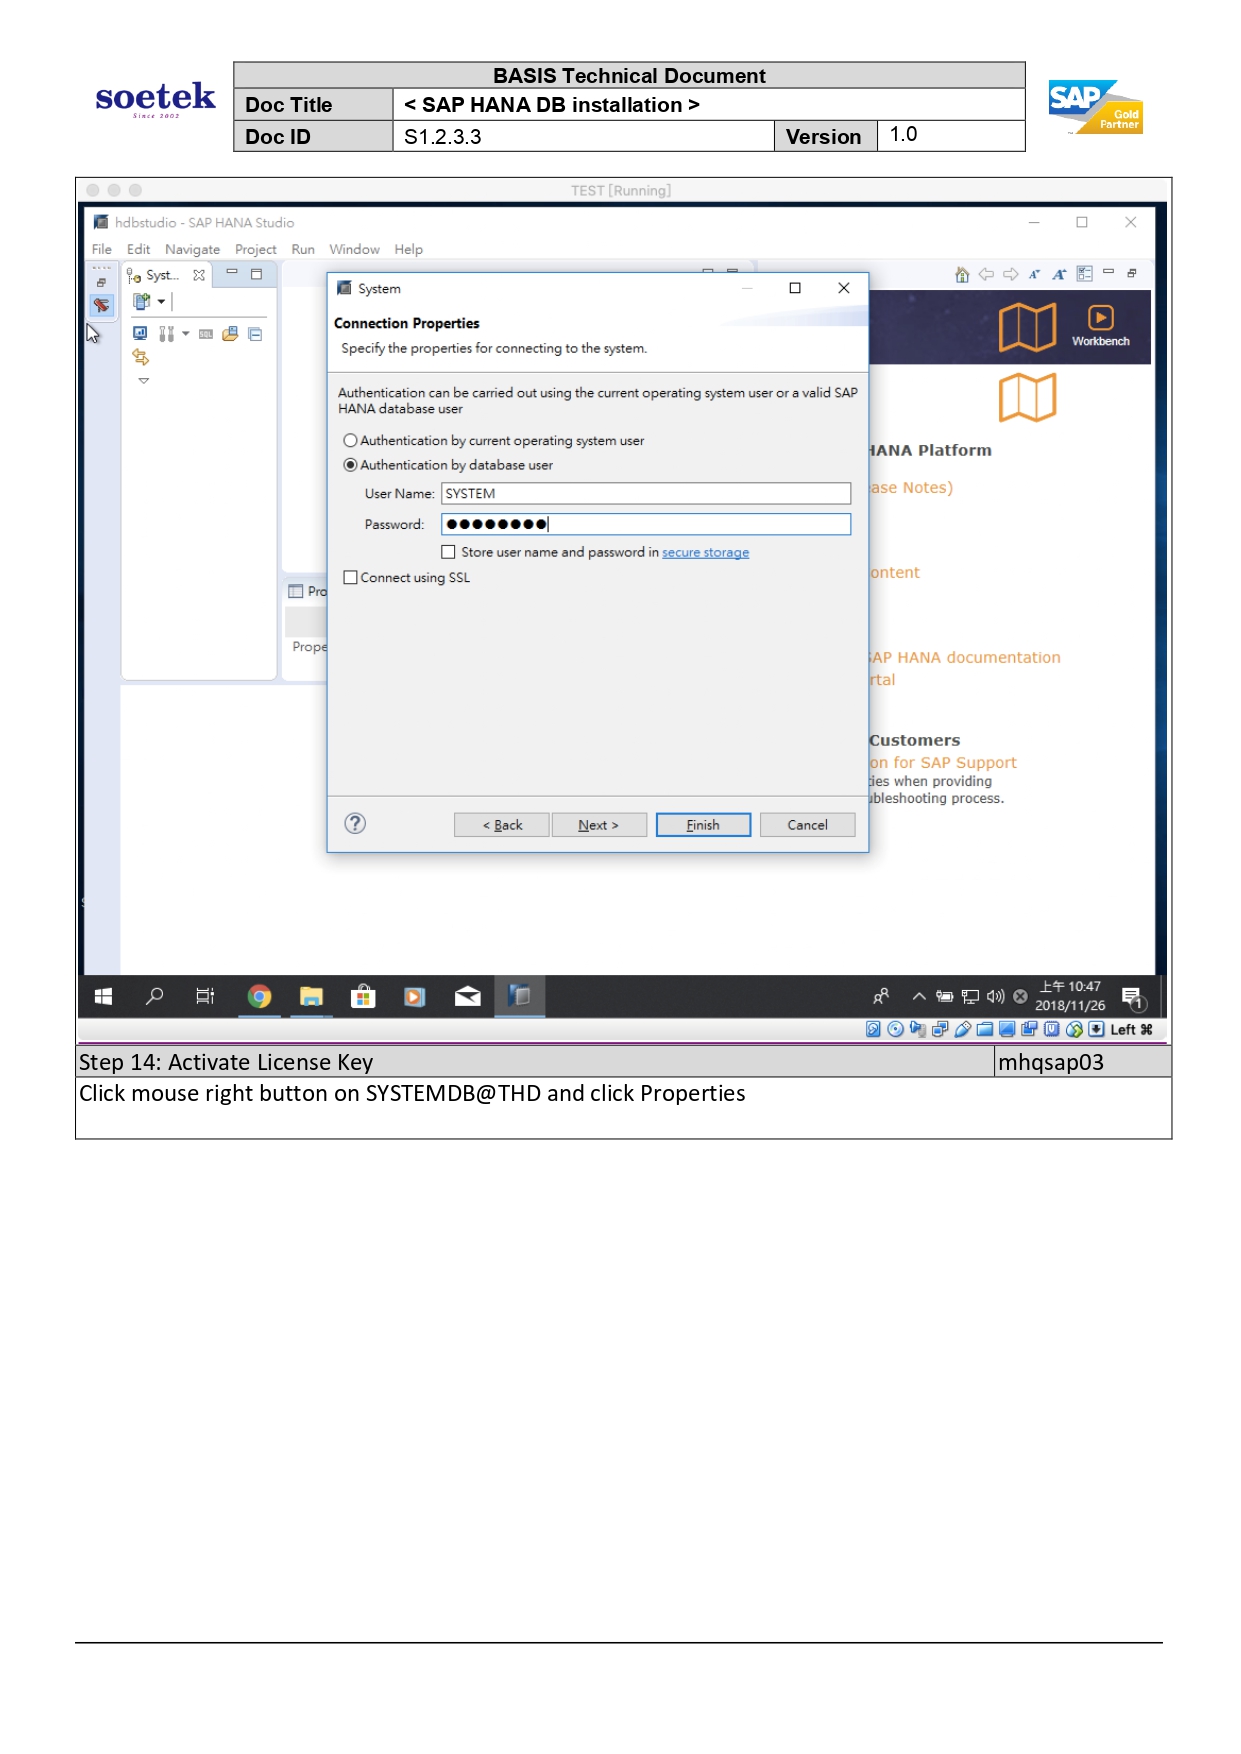 soetek
Since 2002
BASIS Technical Document
Doc Title < SAP HANA DB installation >
Doc ID S1.2.3.3 Version 1.0
SAP Gold Partner
TEST [Running]
hdbstudio - SAP HANA Studio
File Edit Navigate Project Run Window Help
Syst...
System
Connection Properties
Specify the properties for connecting to the system.
Workbench
Authentication can be carried out using the current operating system user or a valid SAP
HANA database user
Authentication by current operating system user
HANA Platform
Authentication by database user
User Name: SYSTEM
ase Notes)
Password:
Store user name and password in secure storage
Connect using SSL
ontent
Pro
Prope
SAP HANA documentation
rtal
Customers
on for SAP Support
ties when providing
ubleshooting process.
< Back Next > Finish Cancel
上午 10:47
2018/11/26
1
Left ⌘
Step 14: Activate License Key mhqsap03
Click mouse right button on SYSTEMDB@THD and click Properties